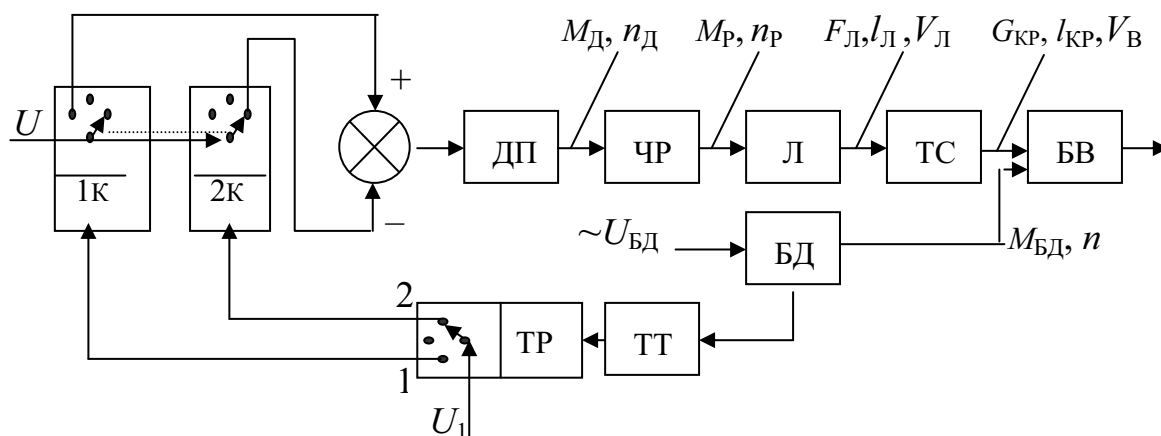 M_Д, n_Д
M_Р, n_Р
F_Л, l_Л, V_Л
G_КР, l_КР, V_В
+
U
ДП
ЧР
Л
ТС
БВ
1К
2К
−
~U_БД
БД
M_БД, n
2
ТР
ТТ
1
U_1